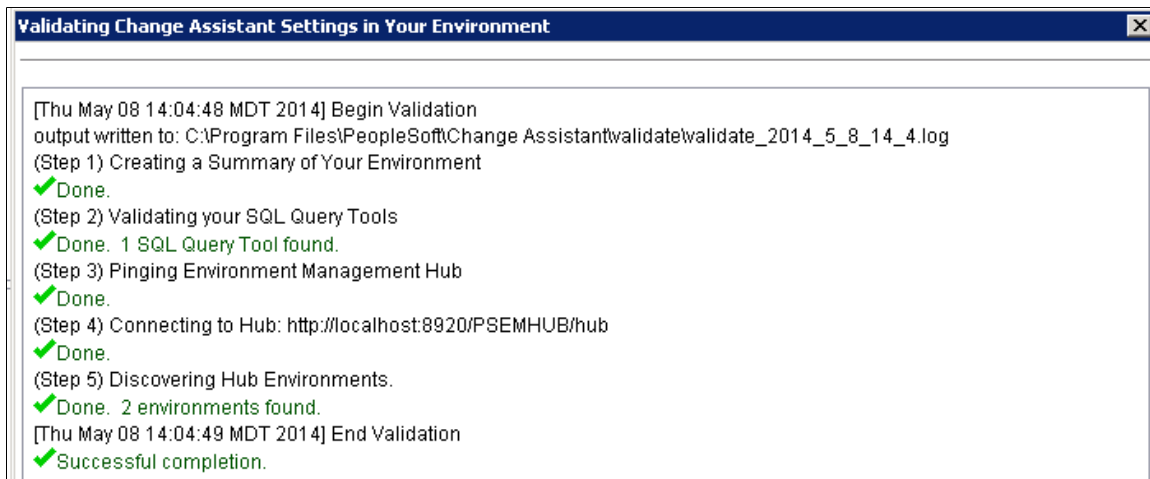 Validating Change Assistant Settings in Your Environment
[Thu May 08 14:04:48 MDT 2014] Begin Validation
output written to: C:\Program Files\PeopleSoft\Change Assistant\validate\validate_2014_5_8_14_4.log
(Step 1) Creating a Summary of Your Environment
Done.
(Step 2) Validating your SQL Query Tools
Done. 1 SQL Query Tool found.
(Step 3) Pinging Environment Management Hub
Done.
(Step 4) Connecting to Hub: http://localhost:8920/PSEMHUB/hub
Done.
(Step 5) Discovering Hub Environments.
Done. 2 environments found.
[Thu May 08 14:04:49 MDT 2014] End Validation
Successful completion.